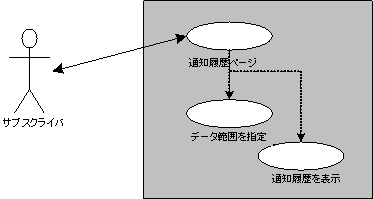 通知履歴ページ
サブスクライバ
データ範囲を指定
通知履歴を表示